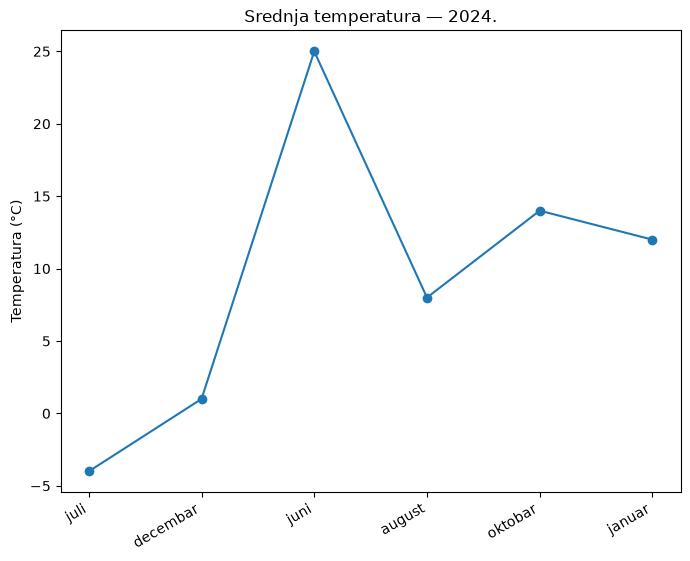 Srednja temperatura — 2024.
Temperatura (°C)
25
20
15
10
5
0
−5
juli
decembar
juni
august
oktobar
januar